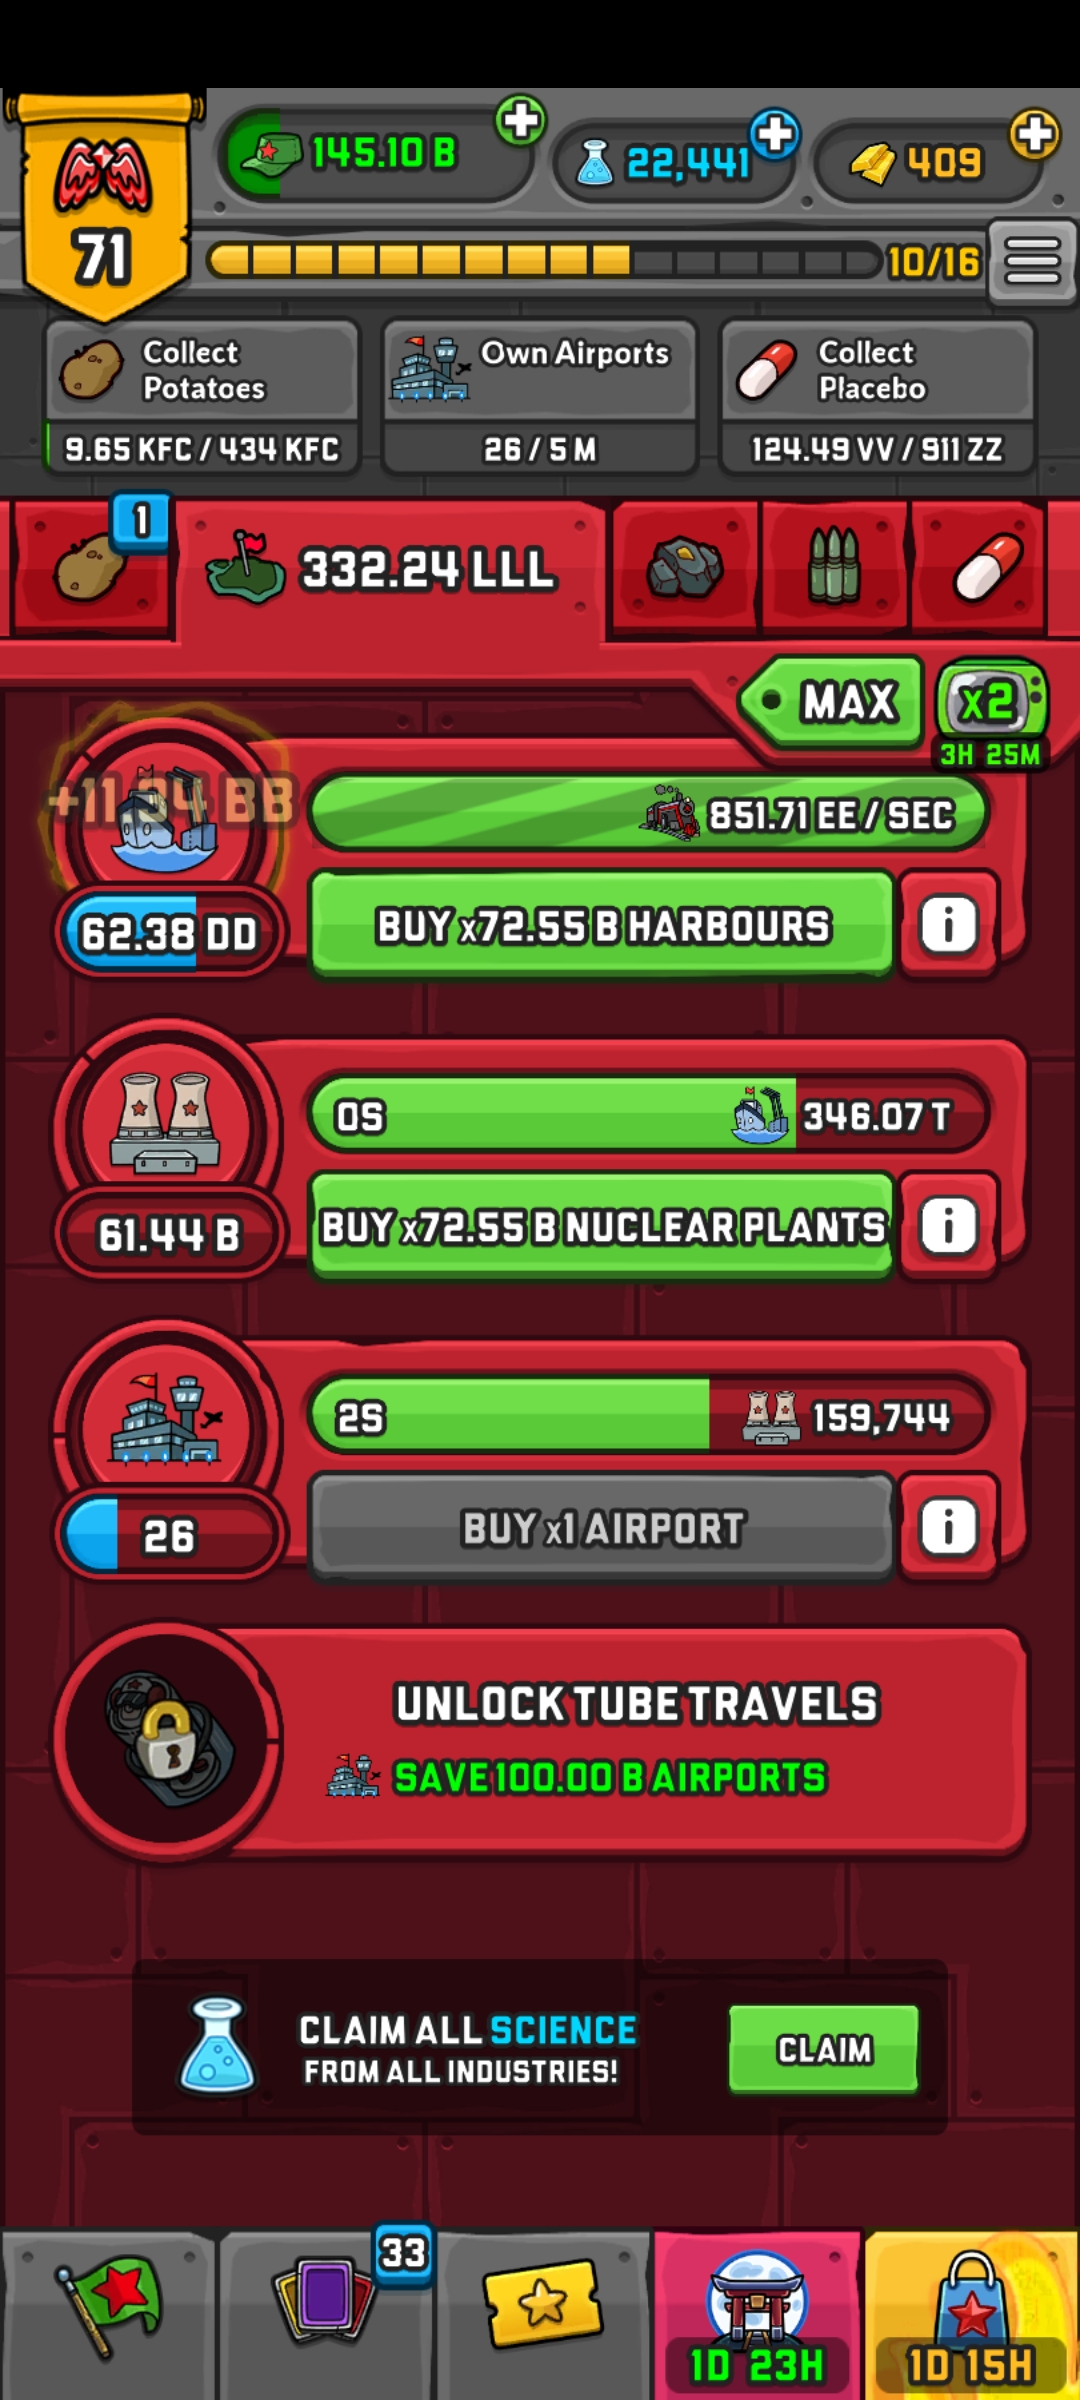 145.10 B
22,441
409
71
10/16
Collect
Potatoes
9.65 KFC / 434 KFC
Own Airports
26 / 5 M
Collect
Placebo
124.49 VV / 911 ZZ
1
332.24 LLL
MAX
x2
3H 25M
+11.94 BB
851.71 EE / SEC
62.38 DD
BUY x72.55 B HARBOURS
i
0S
346.07 T
61.44 B
BUY x72.55 B NUCLEAR PLANTS
i
2S
159,744
26
BUY x1 AIRPORT
i
UNLOCK TUBE TRAVELS
SAVE 100.00 B AIRPORTS
CLAIM ALL SCIENCE
FROM ALL INDUSTRIES!
CLAIM
33
1D 23H
1D 15H